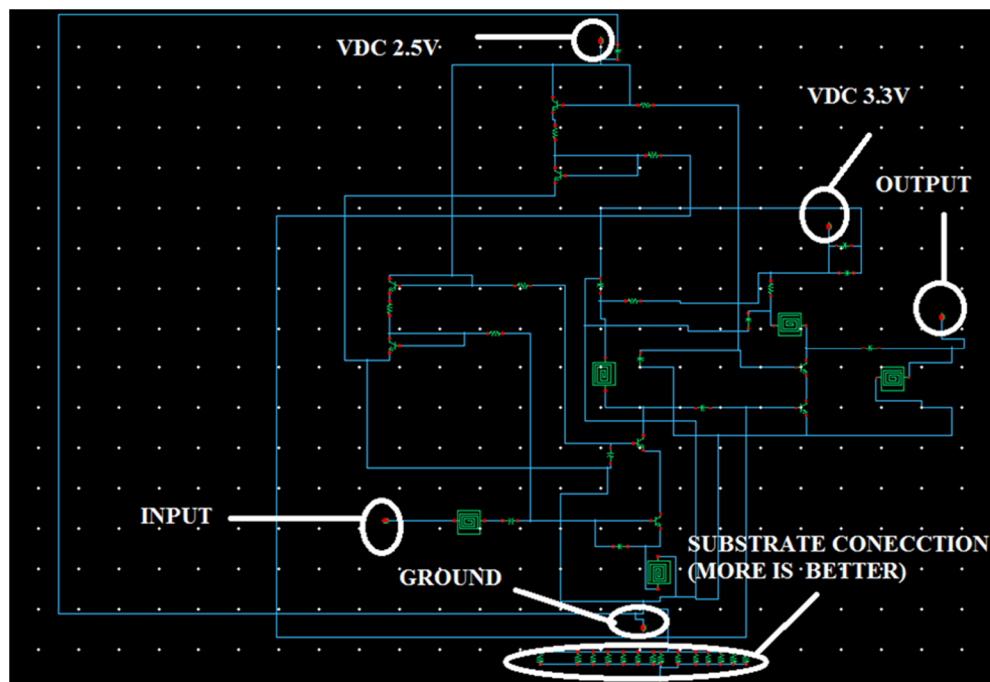 VDC 2.5V
VDC 3.3V
OUTPUT
INPUT
GROUND
SUBSTRATE CONECCTION
(MORE IS BETTER)